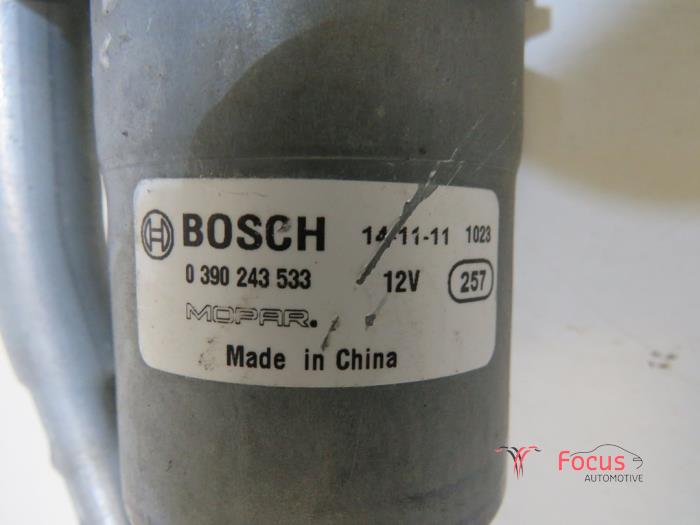 BOSCH 14-11-11 1023
0 390 243 533 12V 257
MOPAR.
Made in China
Focus
AUTOMOTIVE